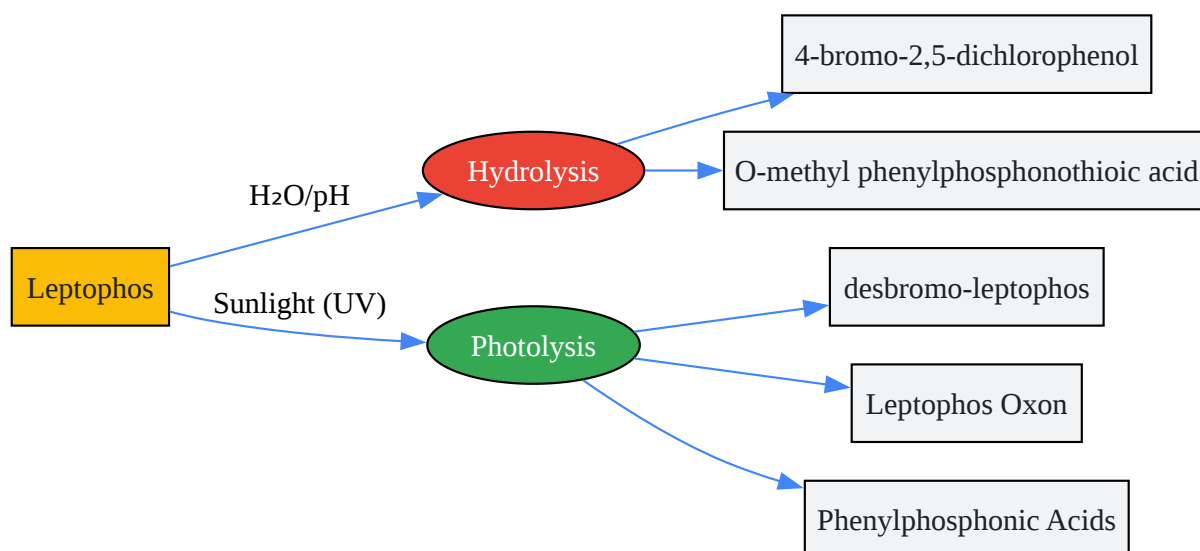 4-bromo-2,5-dichlorophenol
Hydrolysis
O-methyl phenylphosphonothioic acid
H₂O/pH
Leptophos
desbromo-leptophos
Sunlight (UV)
Photolysis
Leptophos Oxon
Phenylphosphonic Acids